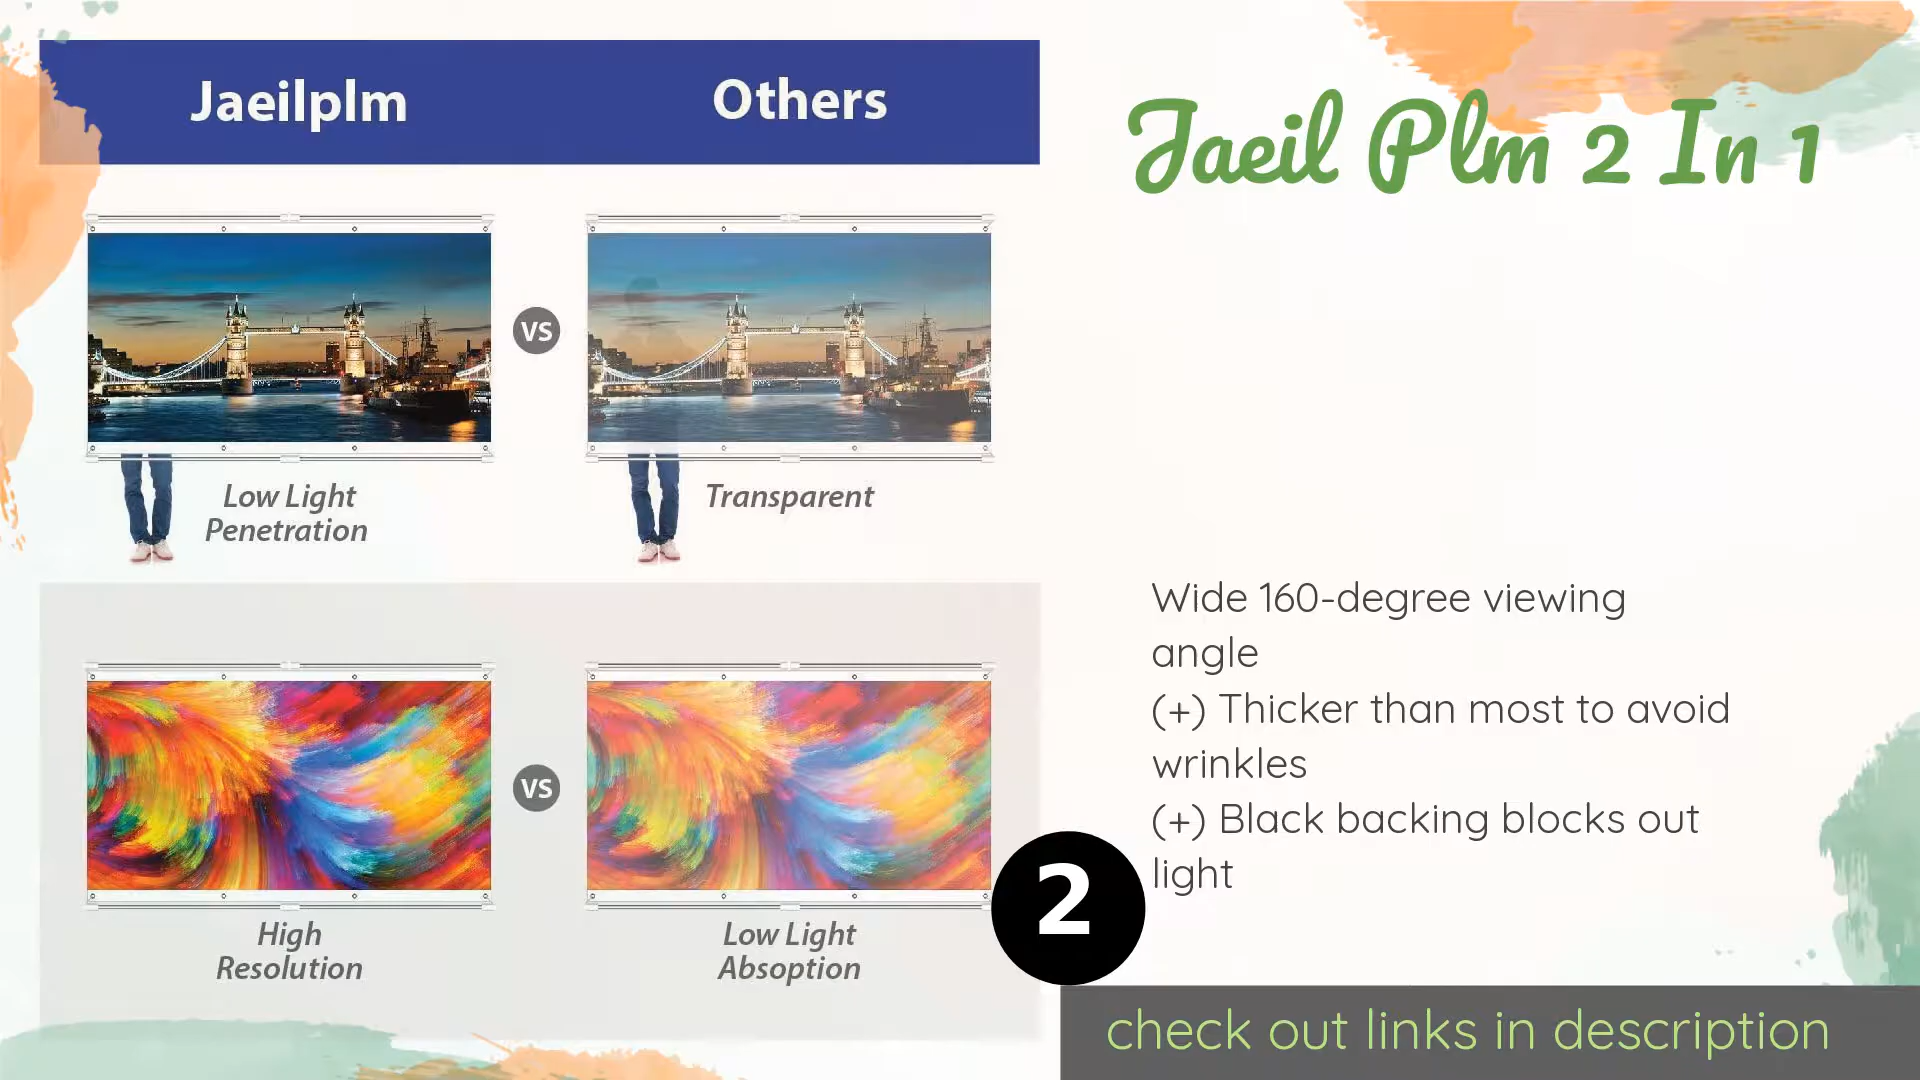 Jaeilplm
Others
Jaeil Plm 2 In 1
VS
Low Light
Penetration
Transparent
VS
High
Resolution
Low Light
Absoption
Wide 160-degree viewing
angle
(+) Thicker than most to avoid
wrinkles
(+) Black backing blocks out
light
2
check out links in description